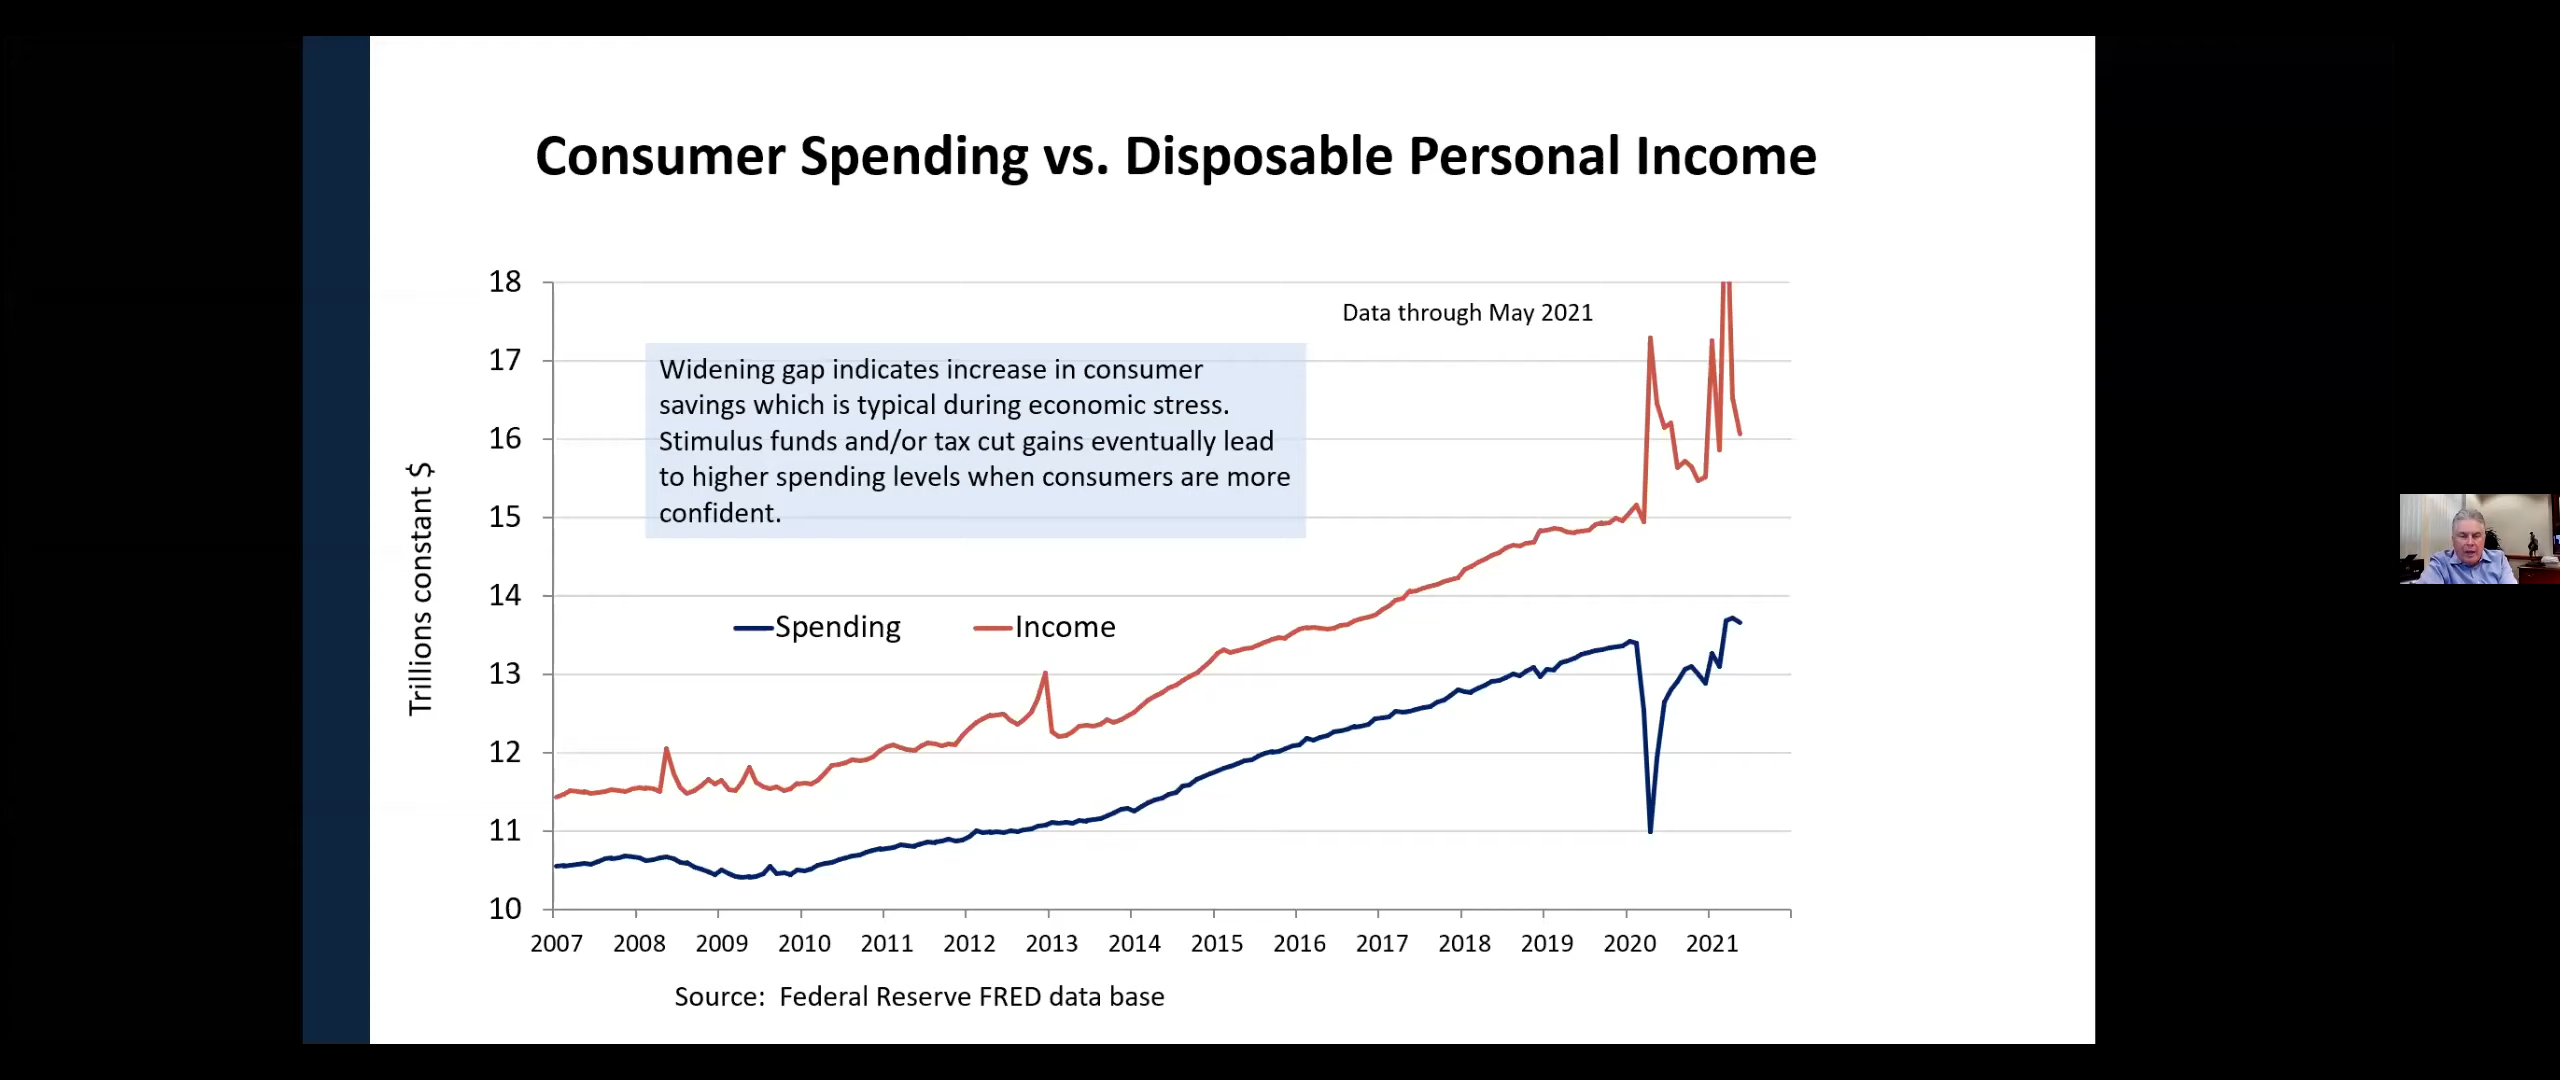 Consumer Spending vs. Disposable Personal Income
18
17
16
15
14
13
12
11
10
Trillions constant $
Data through May 2021
Widening gap indicates increase in consumer
savings which is typical during economic stress.
Stimulus funds and/or tax cut gains eventually lead
to higher spending levels when consumers are more
confident.
Spending Income
2007 2008 2009 2010 2011 2012 2013 2014 2015 2016 2017 2018 2019 2020 2021
Source: Federal Reserve FRED data base